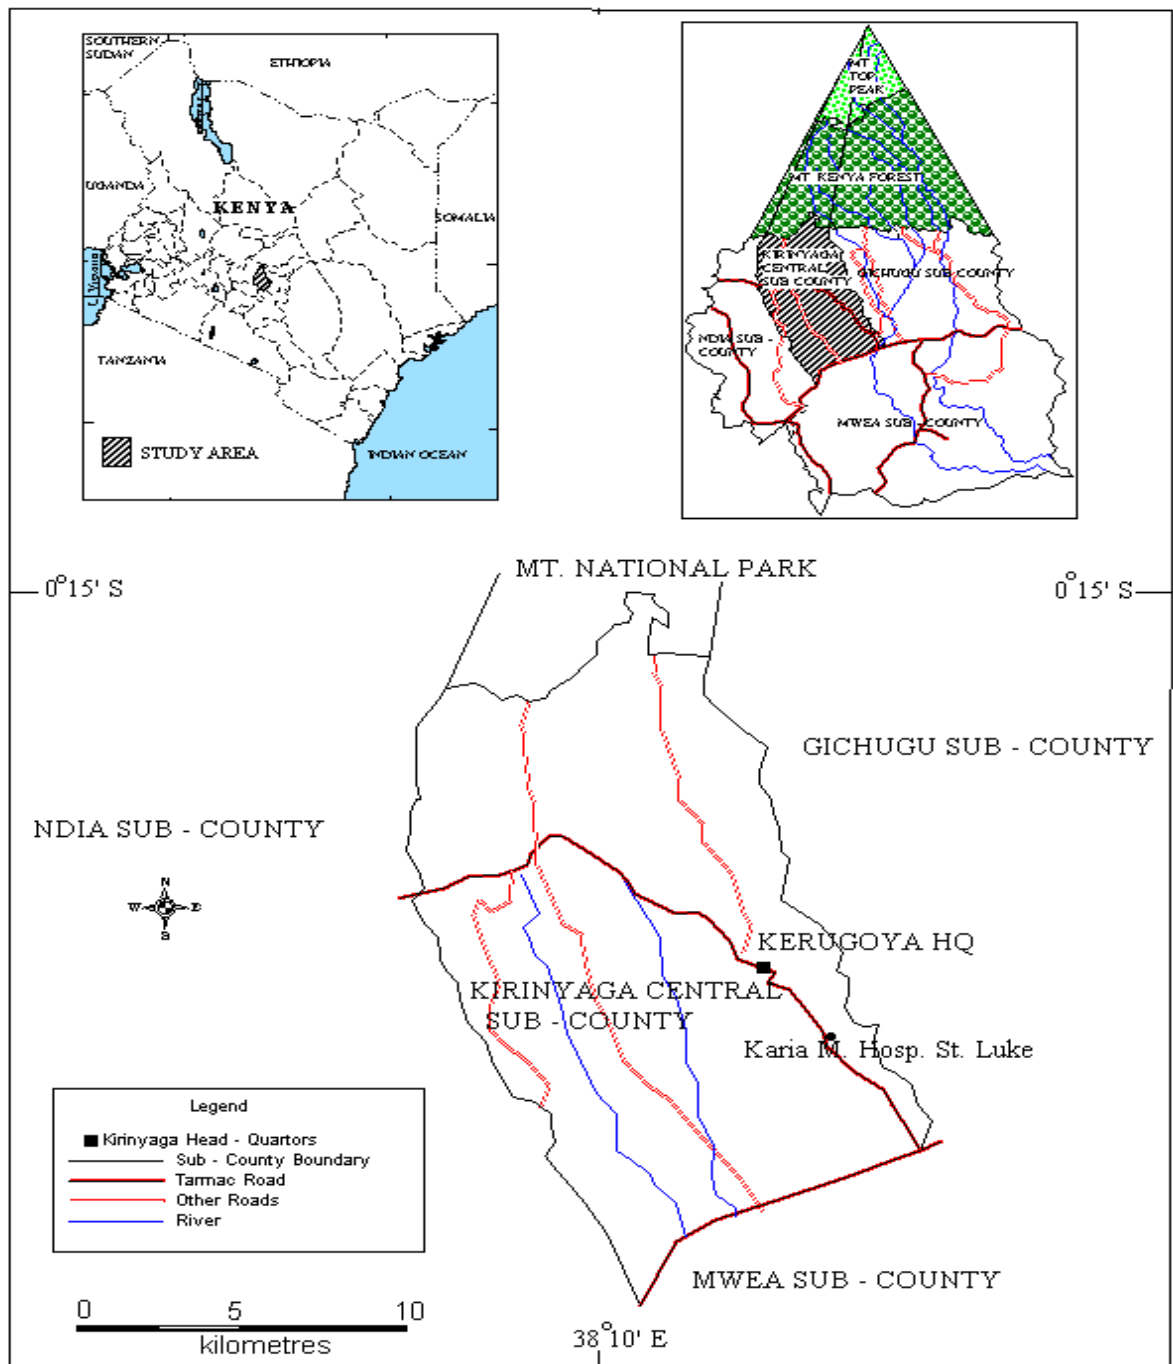 SOUTHERN
SUDAN
ETHIOPIA
UGANDA
KENYA
SOMALIA
L. Victoria
TANZANIA
STUDY AREA
INDIAN OCEAN
MT
TOP
PEAK
MT. KENYA FOREST
KIRINYAGA
CENTRAL
SUB COUNTY
GICHUGU SUB - COUNTY
NDIA SUB -
COUNTY
MWEA SUB - COUNTY
MT. NATIONAL PARK
0°15' S
0°15' S
GICHUGU SUB - COUNTY
NDIA SUB - COUNTY
N
W
E
S
KERUGOYA HQ
KIRINYAGA CENTRAL
SUB - COUNTY
Karia M. Hosp. St. Luke
Legend
Kirinyaga Head - Quartors
Sub - County Boundary
Tarmac Road
Other Roads
River
MWEA SUB - COUNTY
0 5 10
kilometres
38°10' E